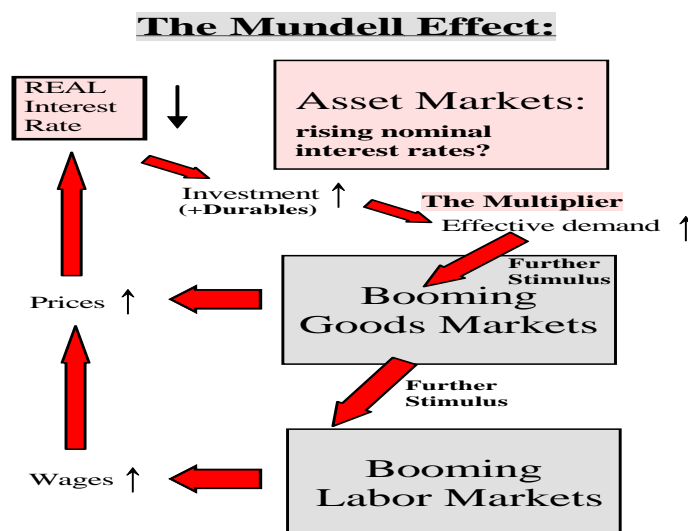 The Mundell Effect:
REAL
Interest
Rate
Asset Markets:
rising nominal
interest rates?
Investment
(+Durables)
The Multiplier
Effective demand
Further
Stimulus
Booming
Goods Markets
Prices
Further
Stimulus
Booming
Labor Markets
Wages